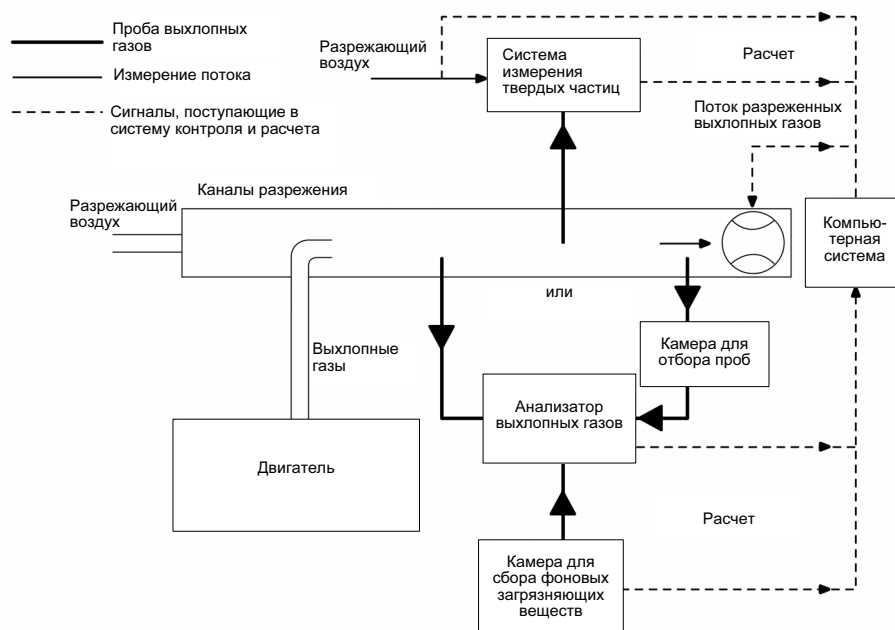 Проба выхлопных
газов
Измерение потока
Сигналы, поступающие в
систему контроля и расчета
Разрежающий
воздух
Система
измерения
твердых частиц
Расчет
Поток разреженных
выхлопных газов
Каналы разрежения
Разрежающий
воздух
Компью-
терная
система
или
Выхлопные
газы
Камера для
отбора проб
Анализатор
выхлопных газов
Двигатель
Расчет
Камера для
сбора фоновых
загрязняющих
веществ